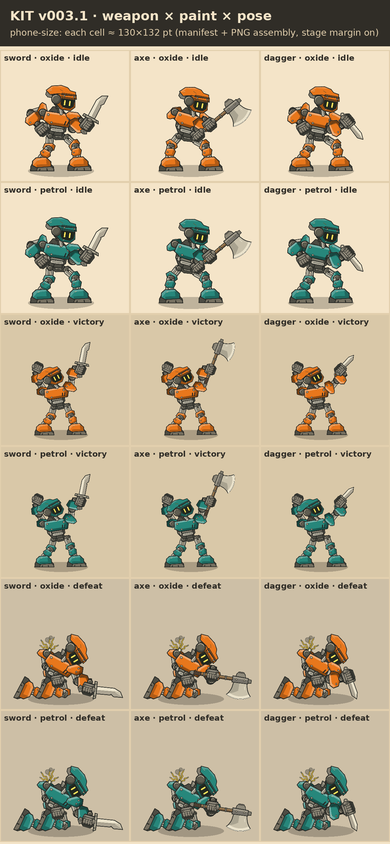 KIT v003.1 · weapon × paint × pose
phone-size: each cell ≈ 130×132 pt (manifest + PNG assembly, stage margin on)
sword · oxide · idle
axe · oxide · idle
dagger · oxide · idle
sword · petrol · idle
axe · petrol · idle
dagger · petrol · idle
sword · oxide · victory
axe · oxide · victory
dagger · oxide · victory
sword · petrol · victory
axe · petrol · victory
dagger · petrol · victory
sword · oxide · defeat
axe · oxide · defeat
dagger · oxide · defeat
sword · petrol · defeat
axe · petrol · defeat
dagger · petrol · defeat